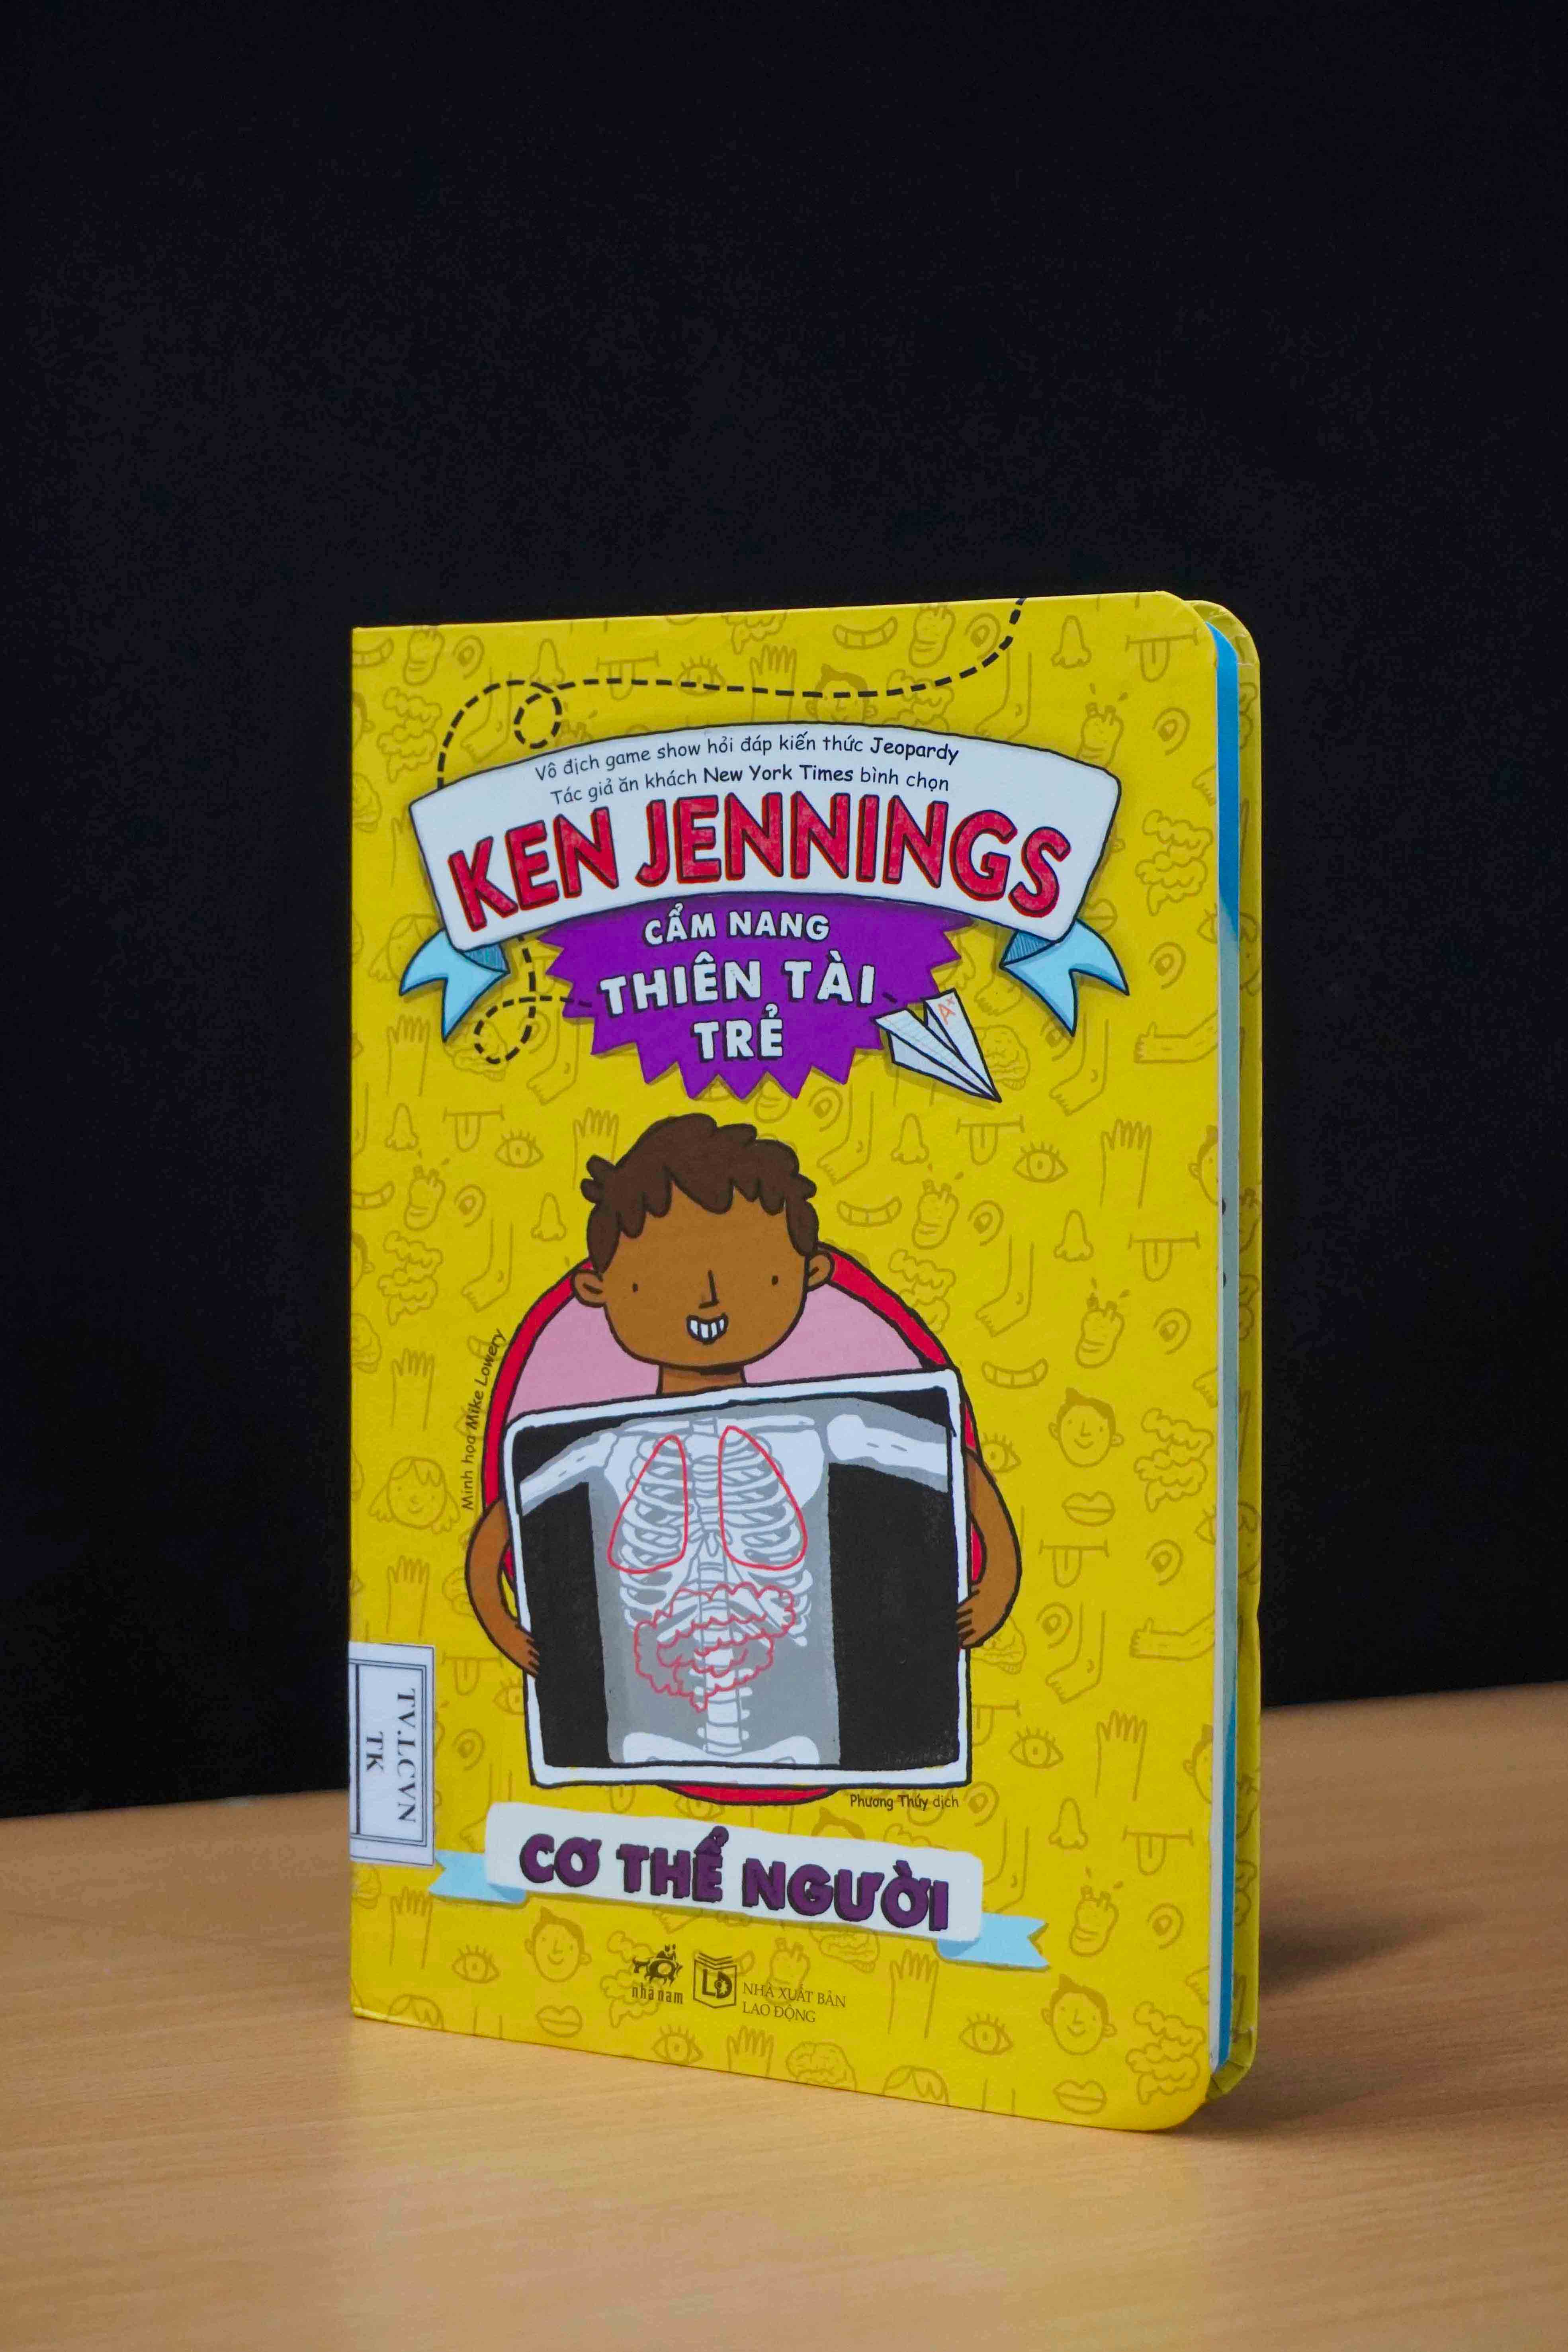 Vô địch game show hỏi đáp kiến thức Jeopardy
Tác giả ăn khách New York Times bình chọn
KEN JENNINGS
CẨM NANG
THIÊN TÀI
TRẺ
A+
Minh hoạ Mike Lowery
TV.LCVN
TK
Phương Thúy dịch
CƠ THỂ NGƯỜI
nhã nam
LĐ
NHÀ XUẤT BẢN
LAO ĐỘNG